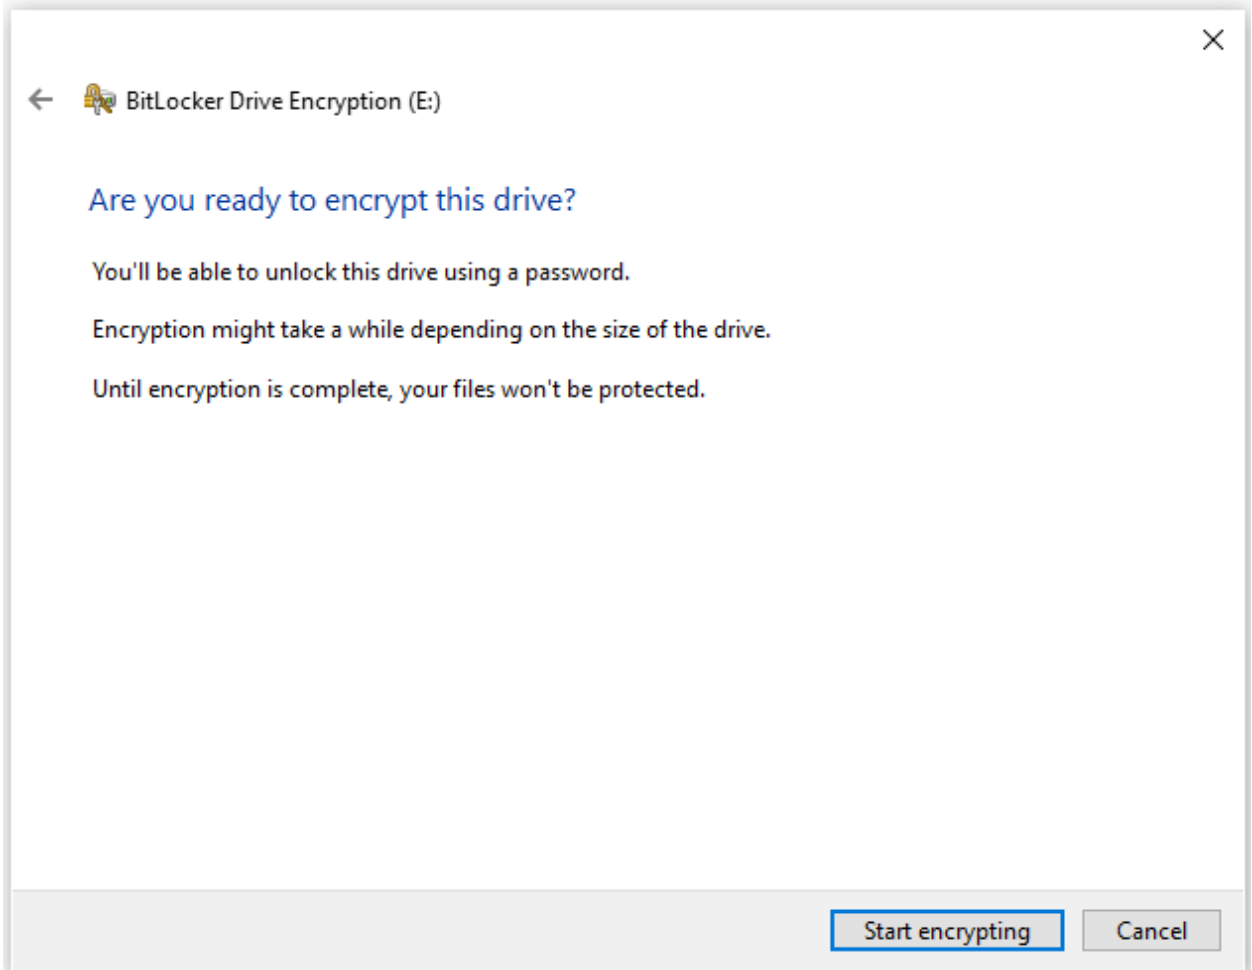 BitLocker Drive Encryption (E:)
Are you ready to encrypt this drive?
You'll be able to unlock this drive using a password.
Encryption might take a while depending on the size of the drive.
Until encryption is complete, your files won't be protected.
Start encrypting
Cancel